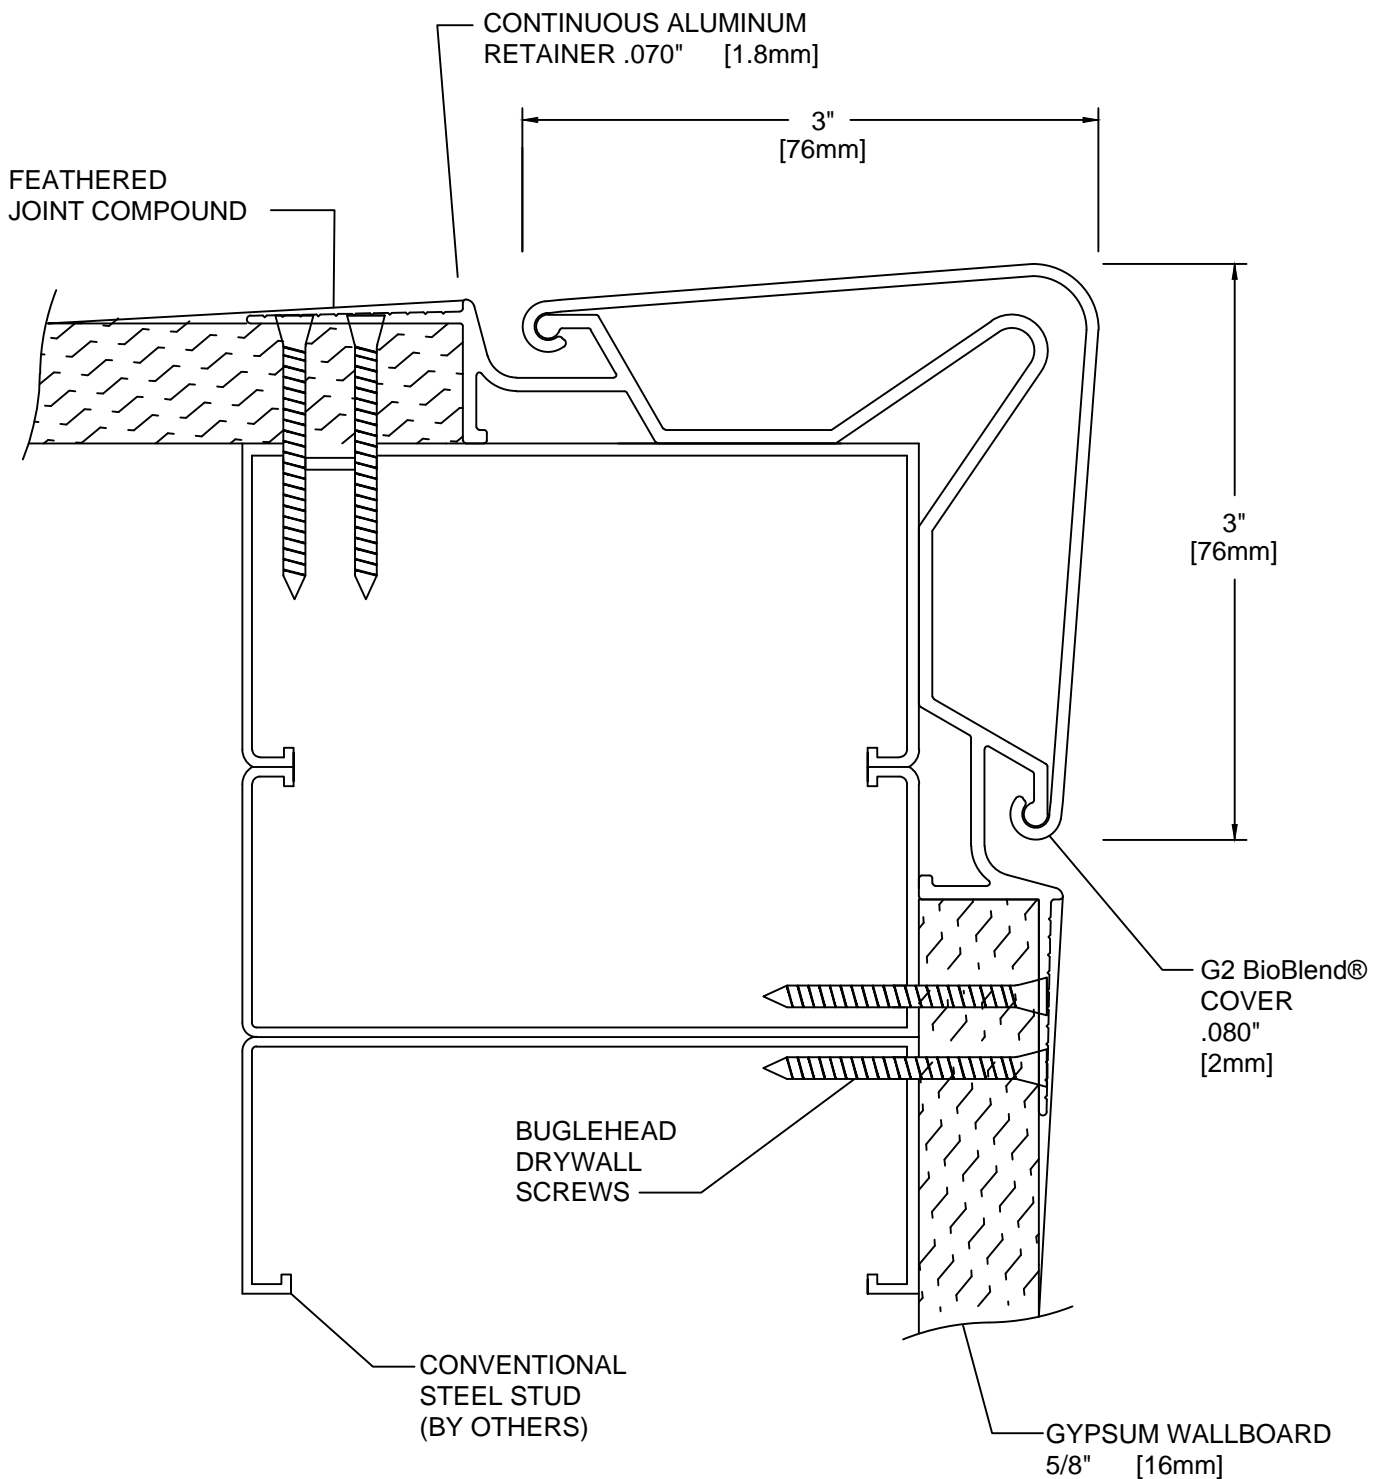 CONTINUOUS ALUMINUM
RETAINER .070" [1.8mm]
3"
[76mm]
FEATHERED
JOINT COMPOUND
3"
[76mm]
G2 BioBlend®
COVER
.080"
[2mm]
BUGLEHEAD
DRYWALL
SCREWS
CONVENTIONAL
STEEL STUD
(BY OTHERS)
GYPSUM WALLBOARD
5/8" [16mm]